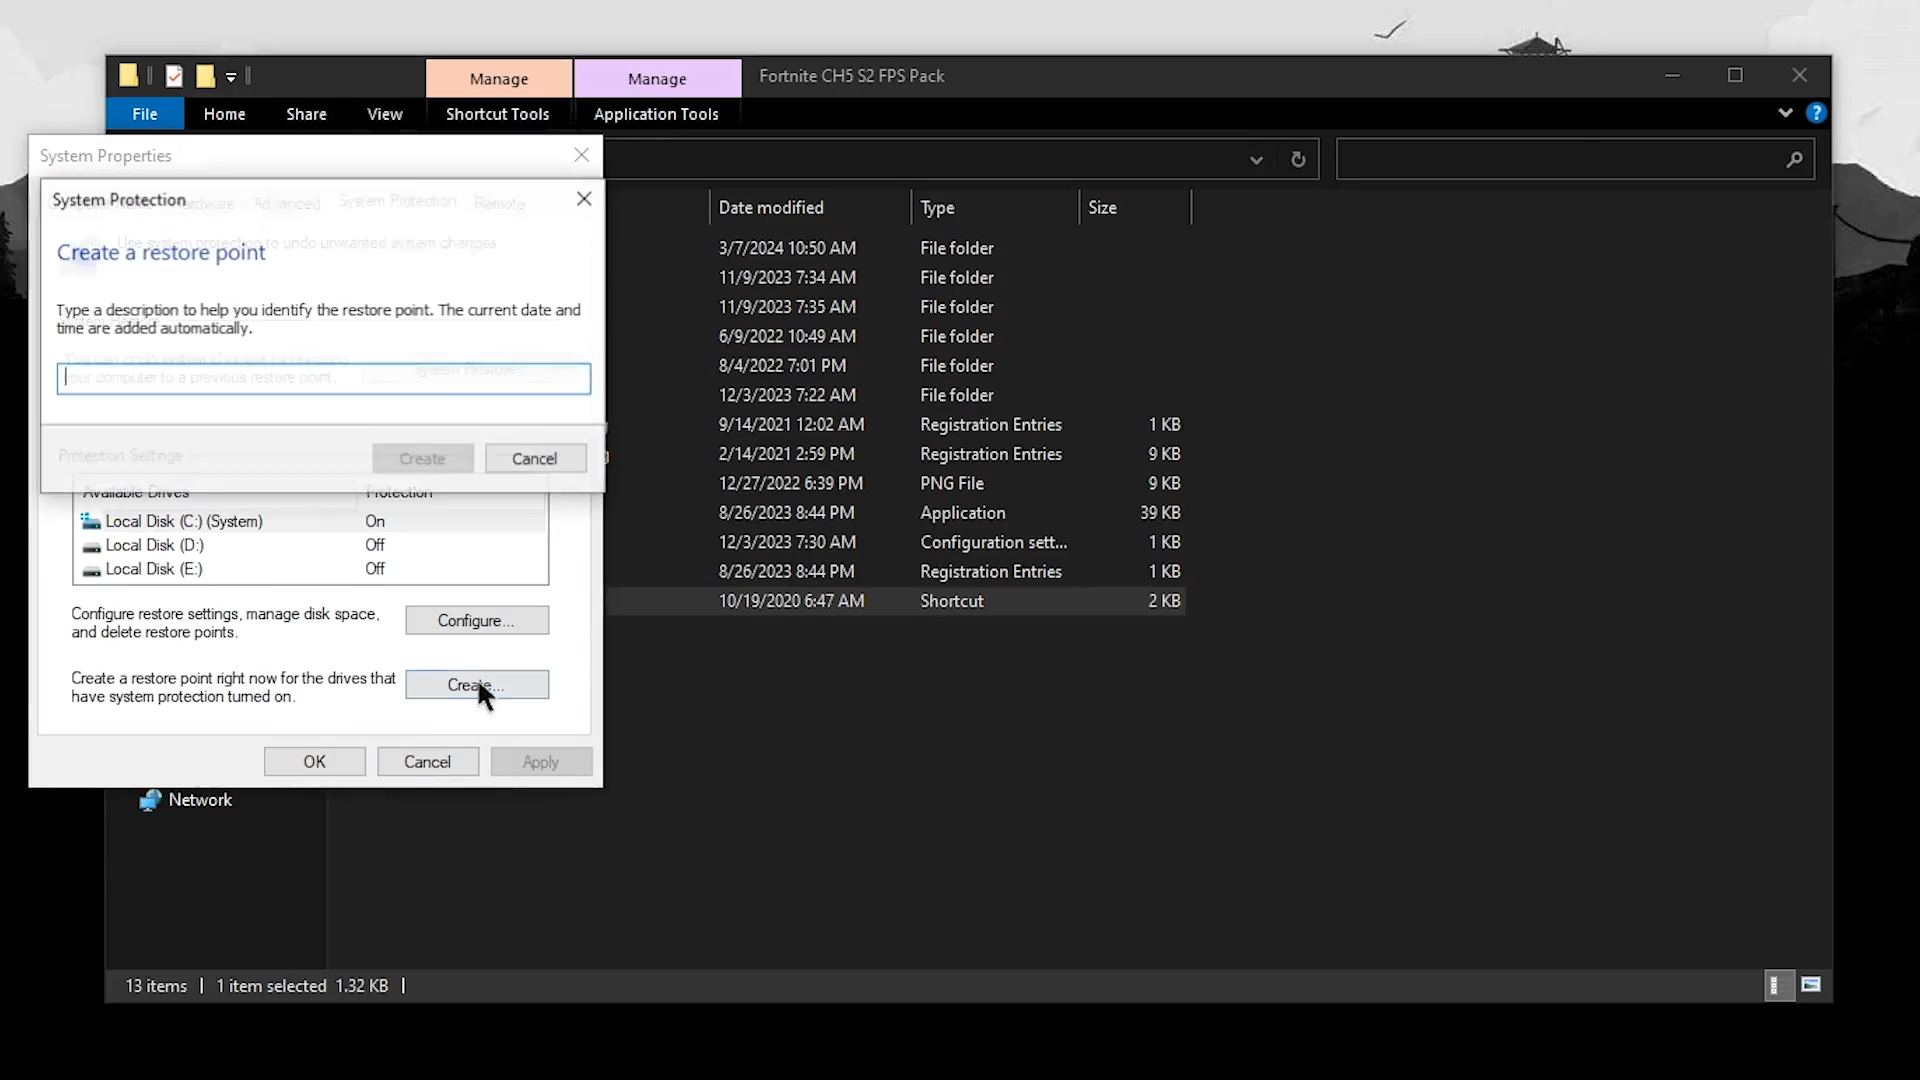 Manage
Manage
Fortnite CH5 S2 FPS Pack
File
Home
Share
View
Shortcut Tools
Application Tools
System Properties
System Protection
Hardware
Advanced
System Protection
Remote
Use system protection to undo unwanted system changes
Create a restore point
Type a description to help you identify the restore point. The current date and
time are added automatically.
your computer to a previous restore point.
System Restore
Protection Settings
Create
Cancel
Available Drives
Protection
Local Disk (C:) (System)
On
Local Disk (D:)
Off
Local Disk (E:)
Off
Configure restore settings, manage disk space,
and delete restore points.
Configure...
Create a restore point right now for the drives that
have system protection turned on.
Create...
OK
Cancel
Apply
Network
Date modified
Type
Size
3/7/2024 10:50 AM
File folder
11/9/2023 7:34 AM
File folder
11/9/2023 7:35 AM
File folder
6/9/2022 10:49 AM
File folder
8/4/2022 7:01 PM
File folder
12/3/2023 7:22 AM
File folder
9/14/2021 12:02 AM
Registration Entries
1 KB
2/14/2021 2:59 PM
Registration Entries
9 KB
12/27/2022 6:39 PM
PNG File
9 KB
8/26/2023 8:44 PM
Application
39 KB
12/3/2023 7:30 AM
Configuration sett...
1 KB
8/26/2023 8:44 PM
Registration Entries
1 KB
10/19/2020 6:47 AM
Shortcut
2 KB
13 items
1 item selected 1.32 KB